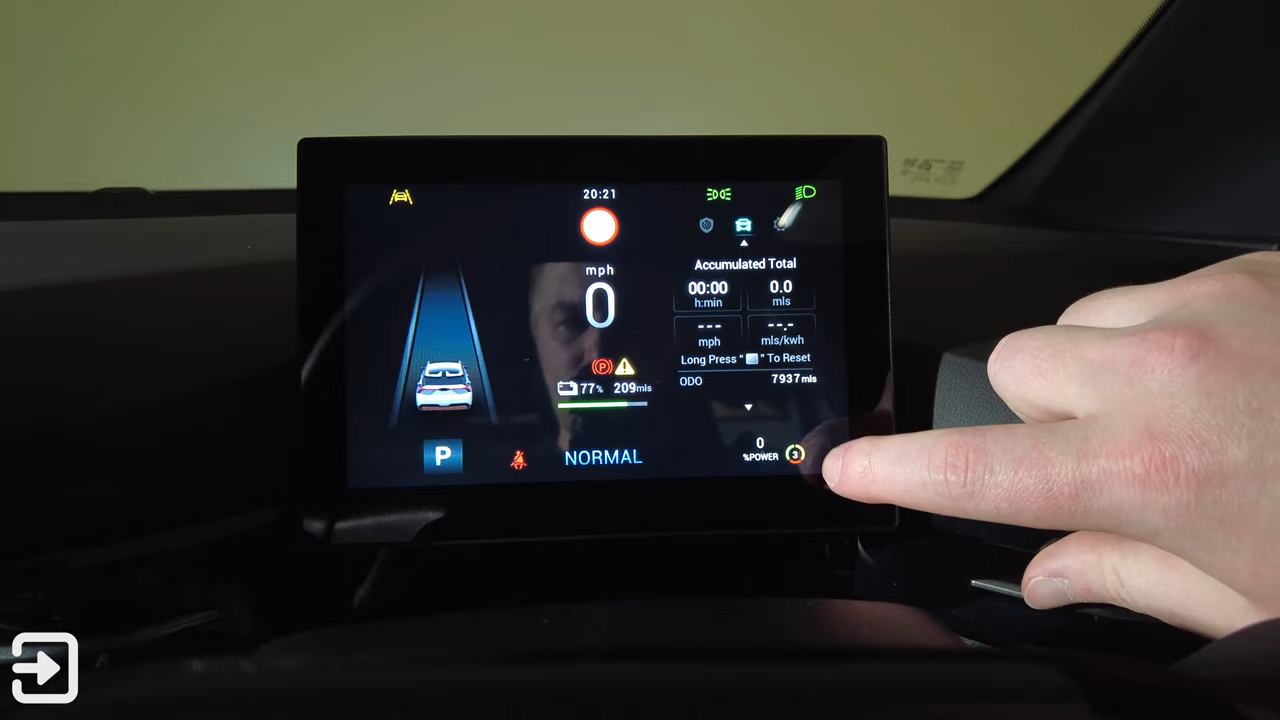 20:21
mph
0
77% 209mls
P
NORMAL
Accumulated Total
00:00
h:min
0.0
mls
---
mph
--.-
mls/kwh
Long Press “ ” To Reset
ODO 7937mls
0
%POWER
3
P